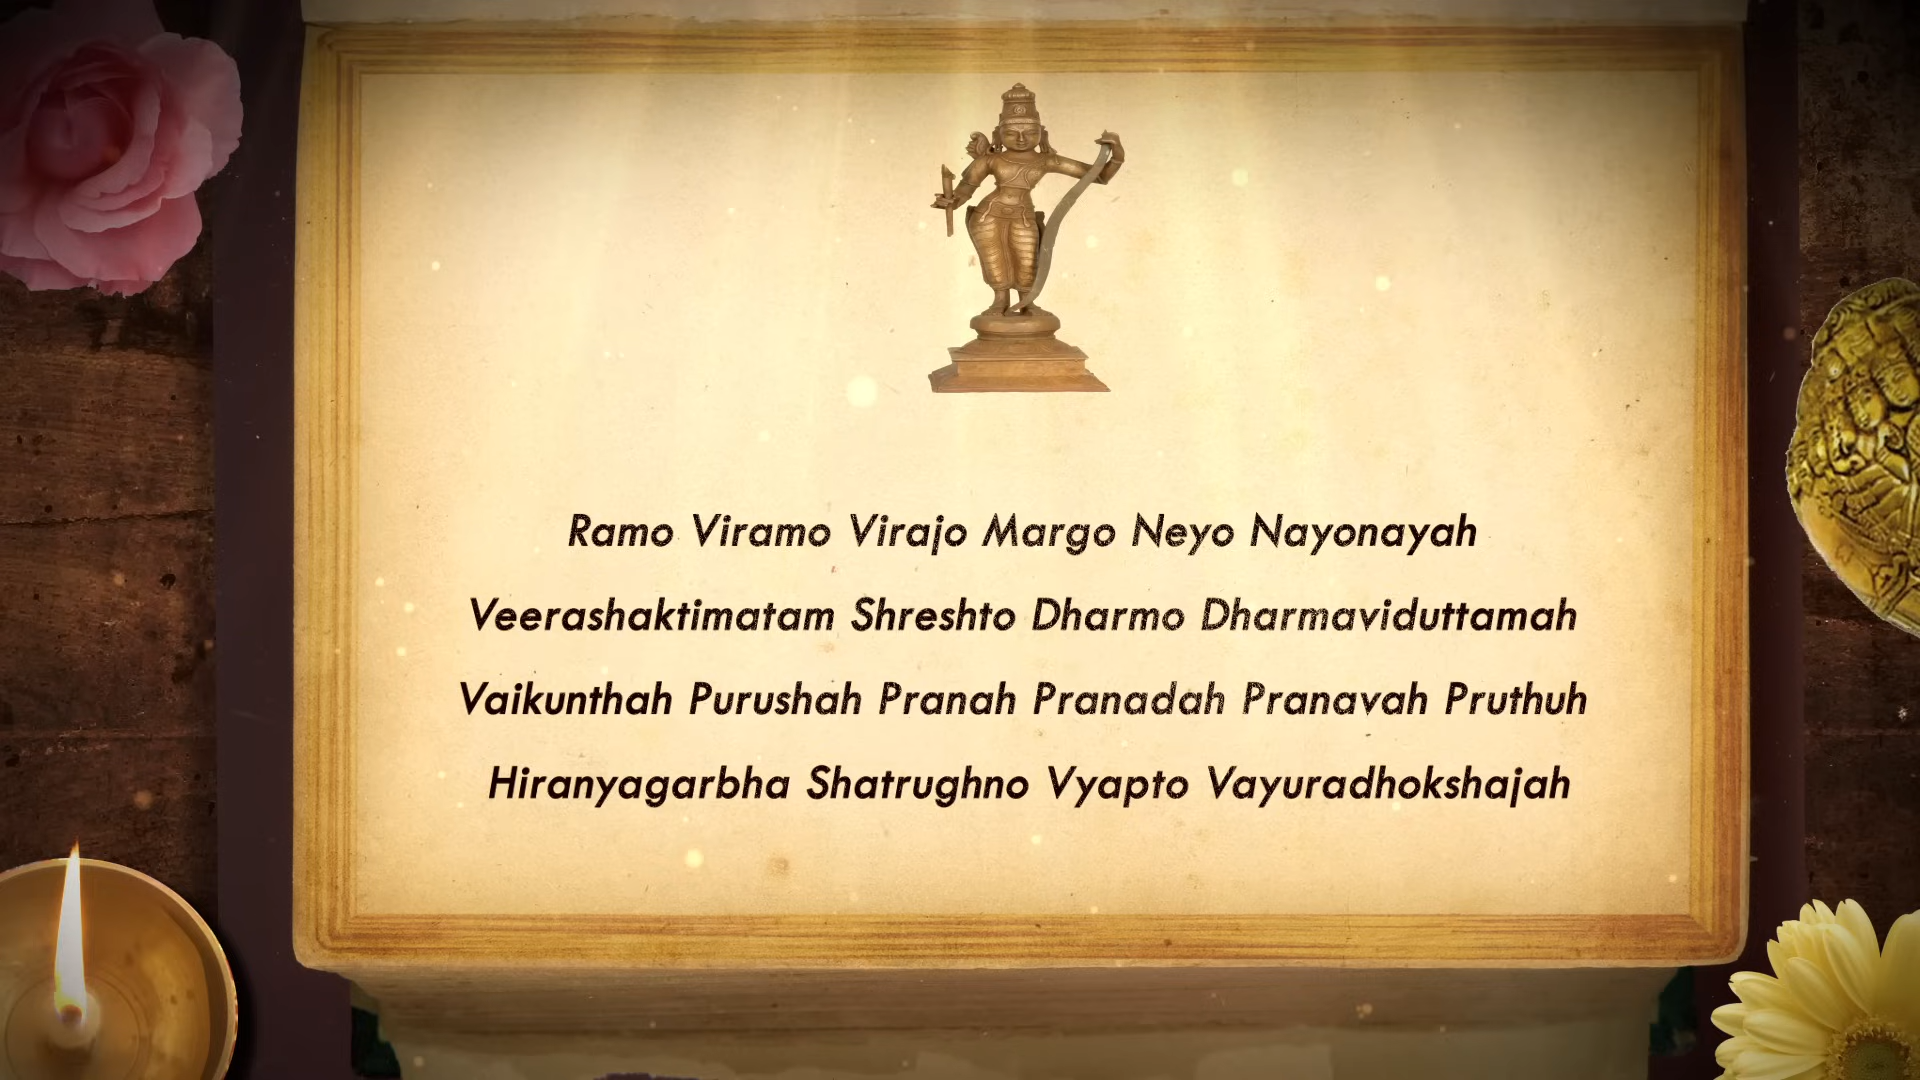 Ramo Viramo Virajo Margo Neyo Nayonayah
Veerashaktimatam Shreshto Dharmo Dharmaviduttamah
Vaikunthah Purushah Pranah Pranadah Pranavah Pruthuh
Hiranyagarbha Shatrughno Vyapto Vayuradhokshajah